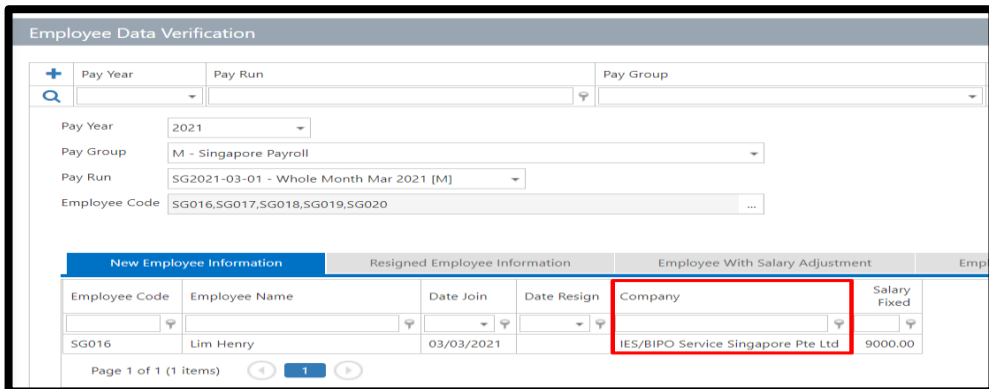 Employee Data Verification
Pay Year Pay Run Pay Group
Pay Year 2021
Pay Group M - Singapore Payroll
Pay Run SG2021-03-01 - Whole Month Mar 2021 [M]
Employee Code SG016,SG017,SG018,SG019,SG020 ...
New Employee Information Resigned Employee Information Employee With Salary Adjustment Empl
Employee Code Employee Name Date Join Date Resign Company Salary Fixed
SG016 Lim Henry 03/03/2021 IES/BIPO Service Singapore Pte Ltd 9000.00
Page 1 of 1 (1 items) 1